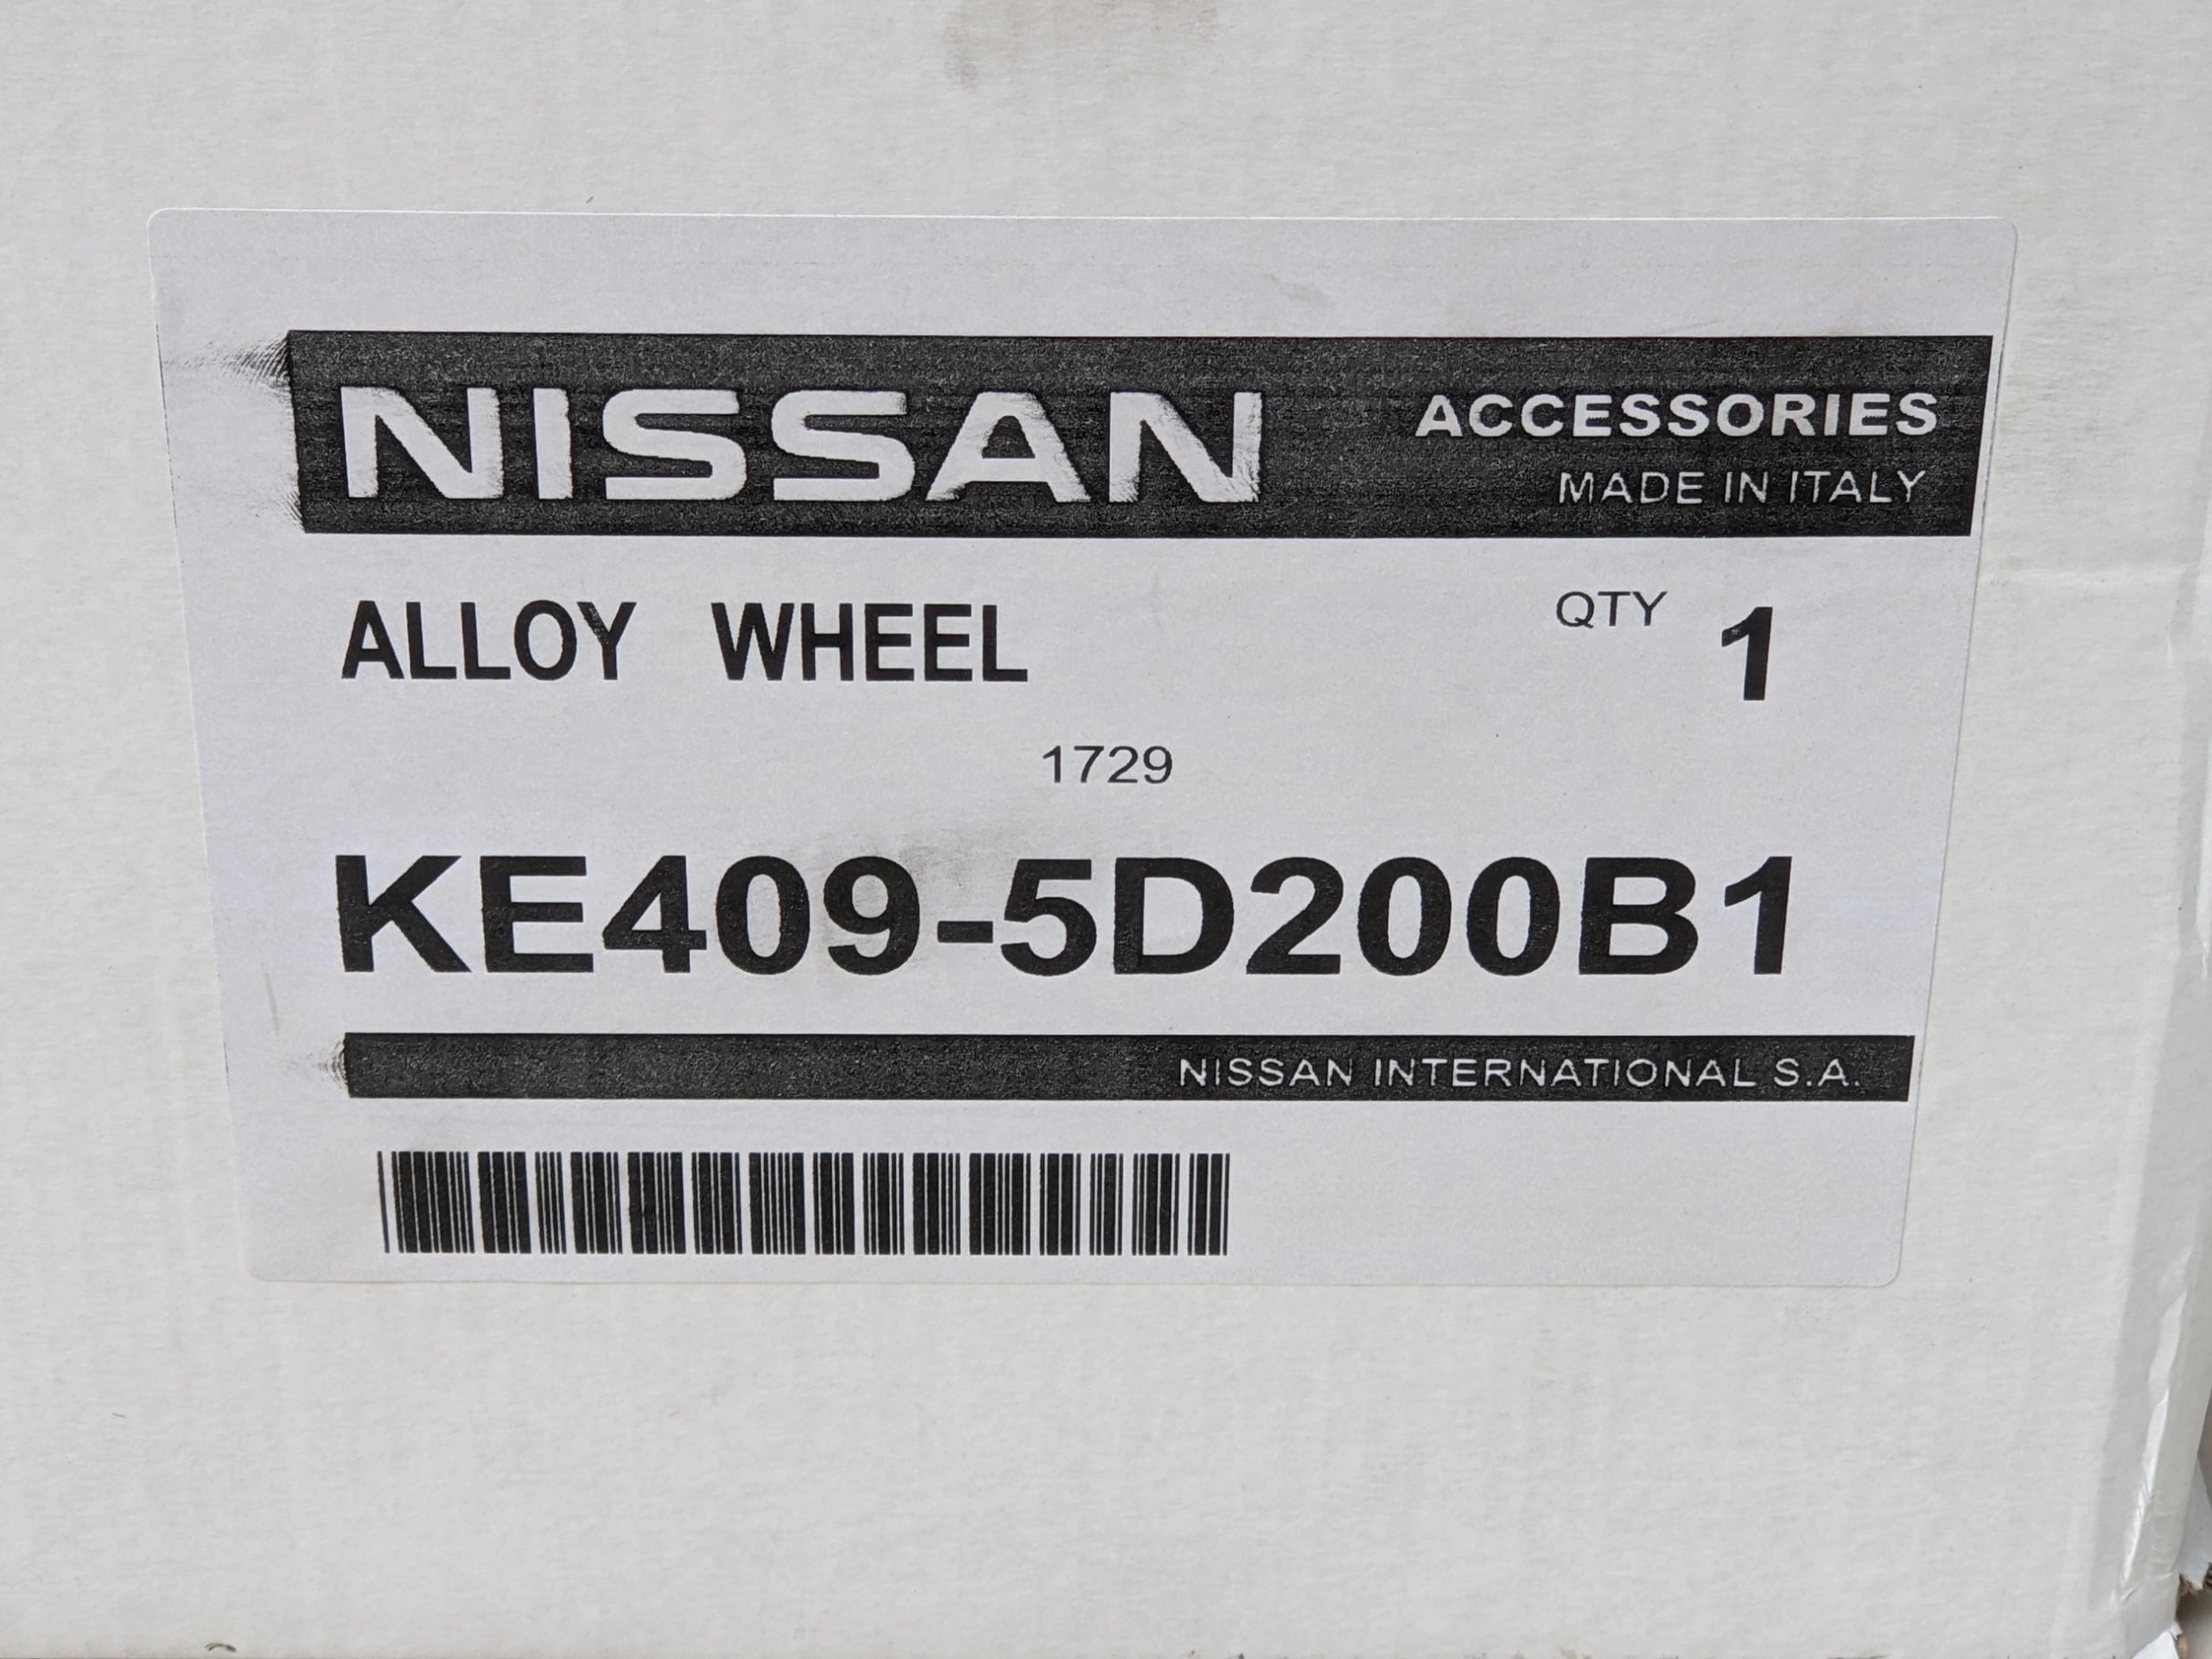 NISSAN
ACCESSORIES
MADE IN ITALY
ALLOY WHEEL
QTY 1
1729
KE409-5D200B1
NISSAN INTERNATIONAL S.A.